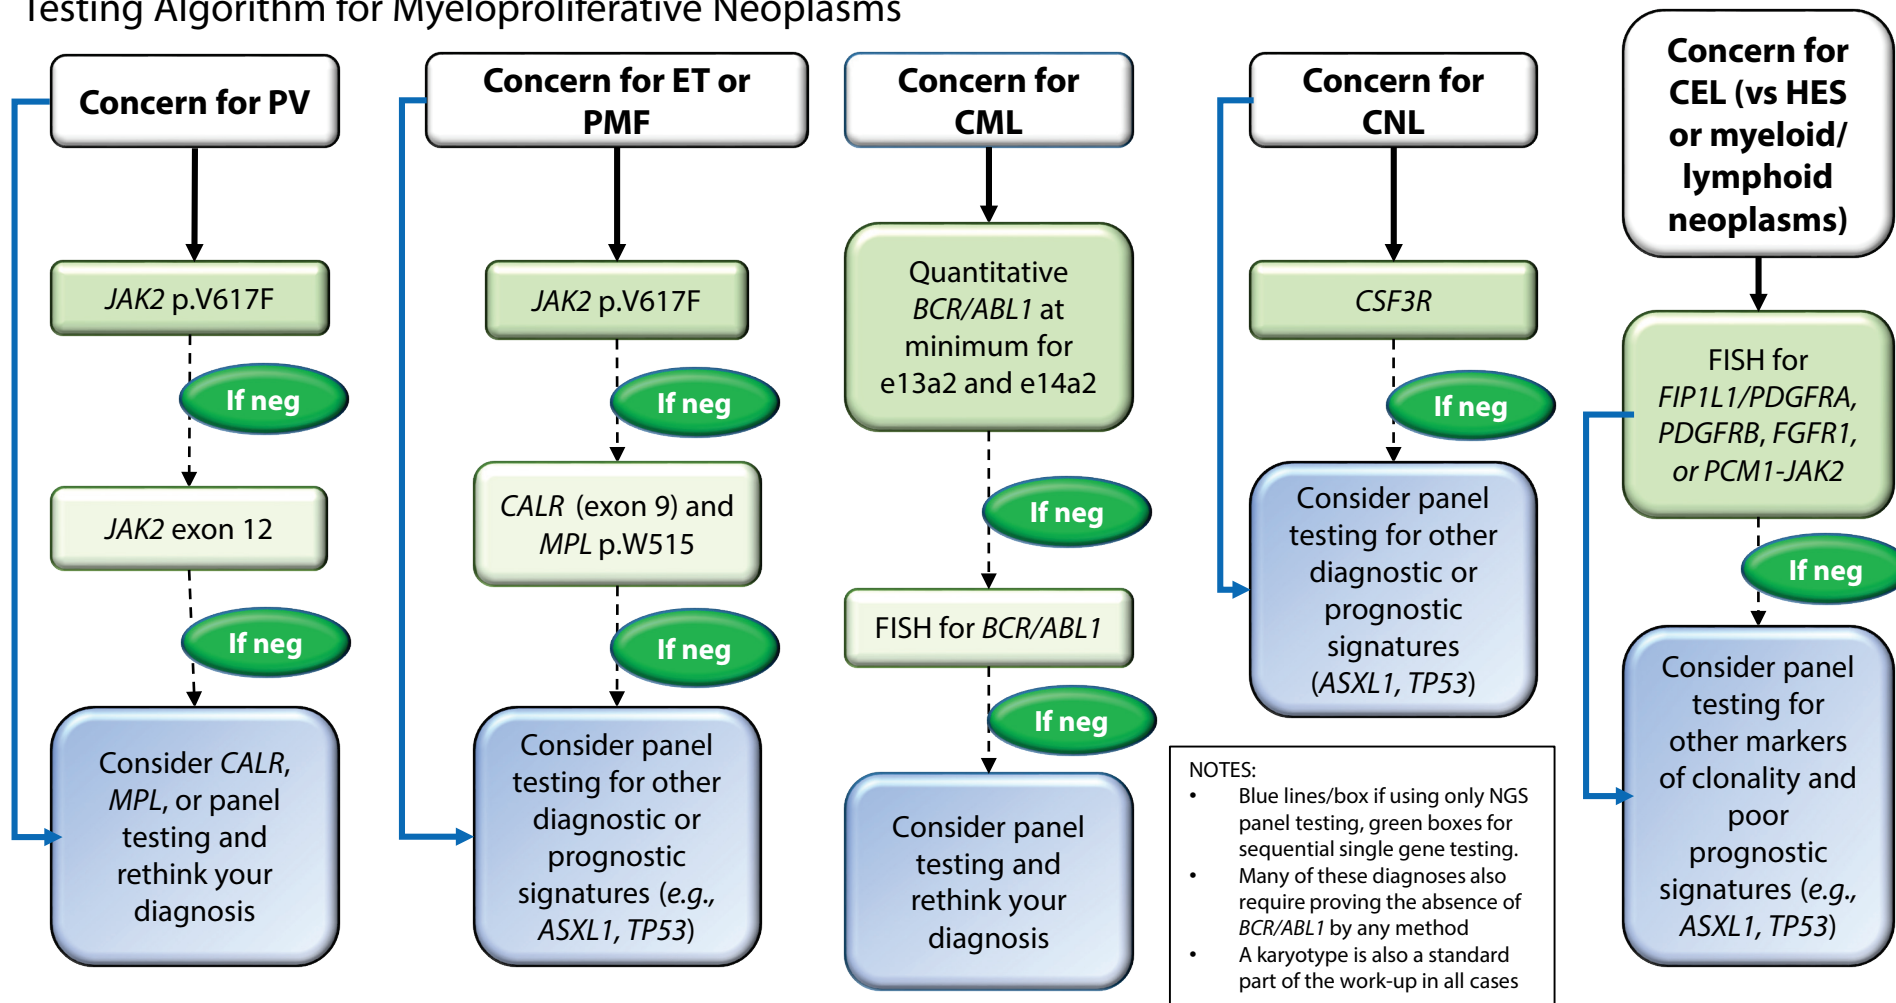 Testing Algorithm for Myeloproliferative Neoplasms
Concern for PV
JAK2 p.V617F
If neg
JAK2 exon 12
If neg
Consider CALR,
MPL, or panel
testing and
rethink your
diagnosis
Concern for ET or
PMF
JAK2 p.V617F
If neg
CALR (exon 9) and
MPL p.W515
If neg
Consider panel
testing for other
diagnostic or
prognostic
signatures (e.g.,
ASXL1, TP53)
Concern for
CML
Quantitative
BCR/ABL1 at
minimum for
e13a2 and e14a2
If neg
FISH for BCR/ABL1
If neg
Consider panel
testing and
rethink your
diagnosis
Concern for
CNL
CSF3R
If neg
Consider panel
testing for other
diagnostic or
prognostic
signatures
(ASXL1, TP53)
NOTES:
• Blue lines/box if using only NGS
panel testing, green boxes for
sequential single gene testing.
• Many of these diagnoses also
require proving the absence of
BCR/ABL1 by any method
• A karyotype is also a standard
part of the work-up in all cases
Concern for
CEL (vs HES
or myeloid/
lymphoid
neoplasms)
FISH for
FIP1L1/PDGFRA,
PDGFRB, FGFR1,
or PCM1-JAK2
If neg
Consider panel
testing for
other markers
of clonality and
poor
prognostic
signatures (e.g.,
ASXL1, TP53)